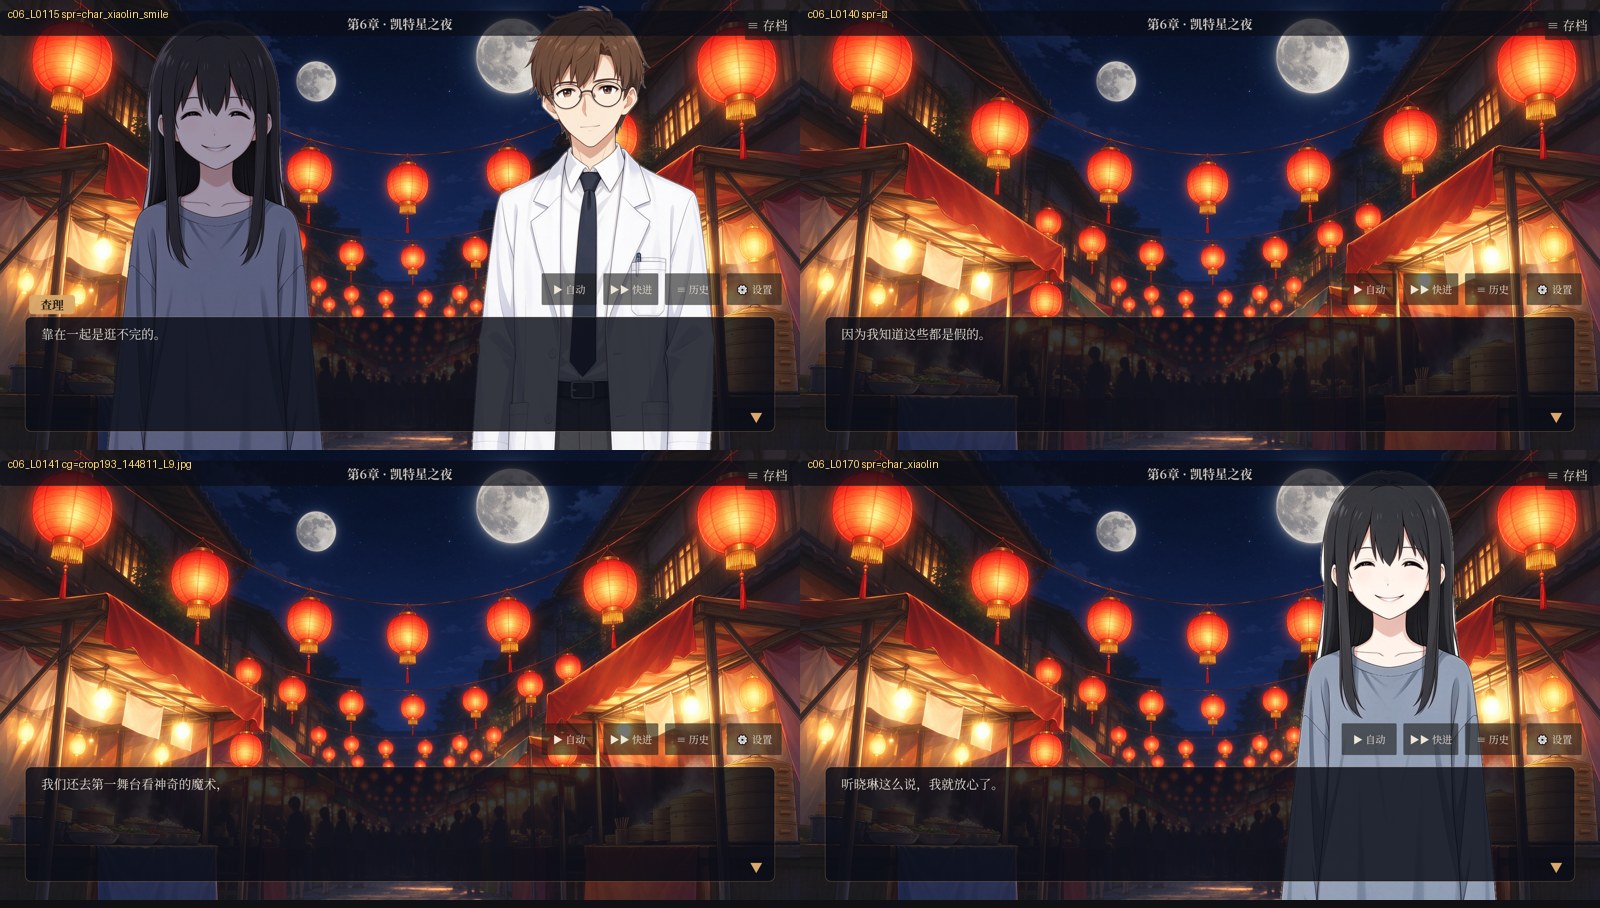 c06_L0115 spr=char_xiaolin_smile
第6章 · 凯特星之夜
≡ 存档
▶ 自动
▶▶ 快进
≡ 历史
设置
查理
靠在一起是逛不完的。
c06_L0140 spr=
第6章 · 凯特星之夜
≡ 存档
▶ 自动
▶▶ 快进
≡ 历史
设置
因为我知道这些都是假的。
c06_L0141 cg=crop193_144811_L9.jpg
第6章 · 凯特星之夜
≡ 存档
▶ 自动
▶▶ 快进
≡ 历史
设置
我们还去第一舞台看神奇的魔术，
c06_L0170 spr=char_xiaolin
第6章 · 凯特星之夜
≡ 存档
▶ 自动
▶▶ 快进
≡ 历史
设置
听晓琳这么说，我就放心了。